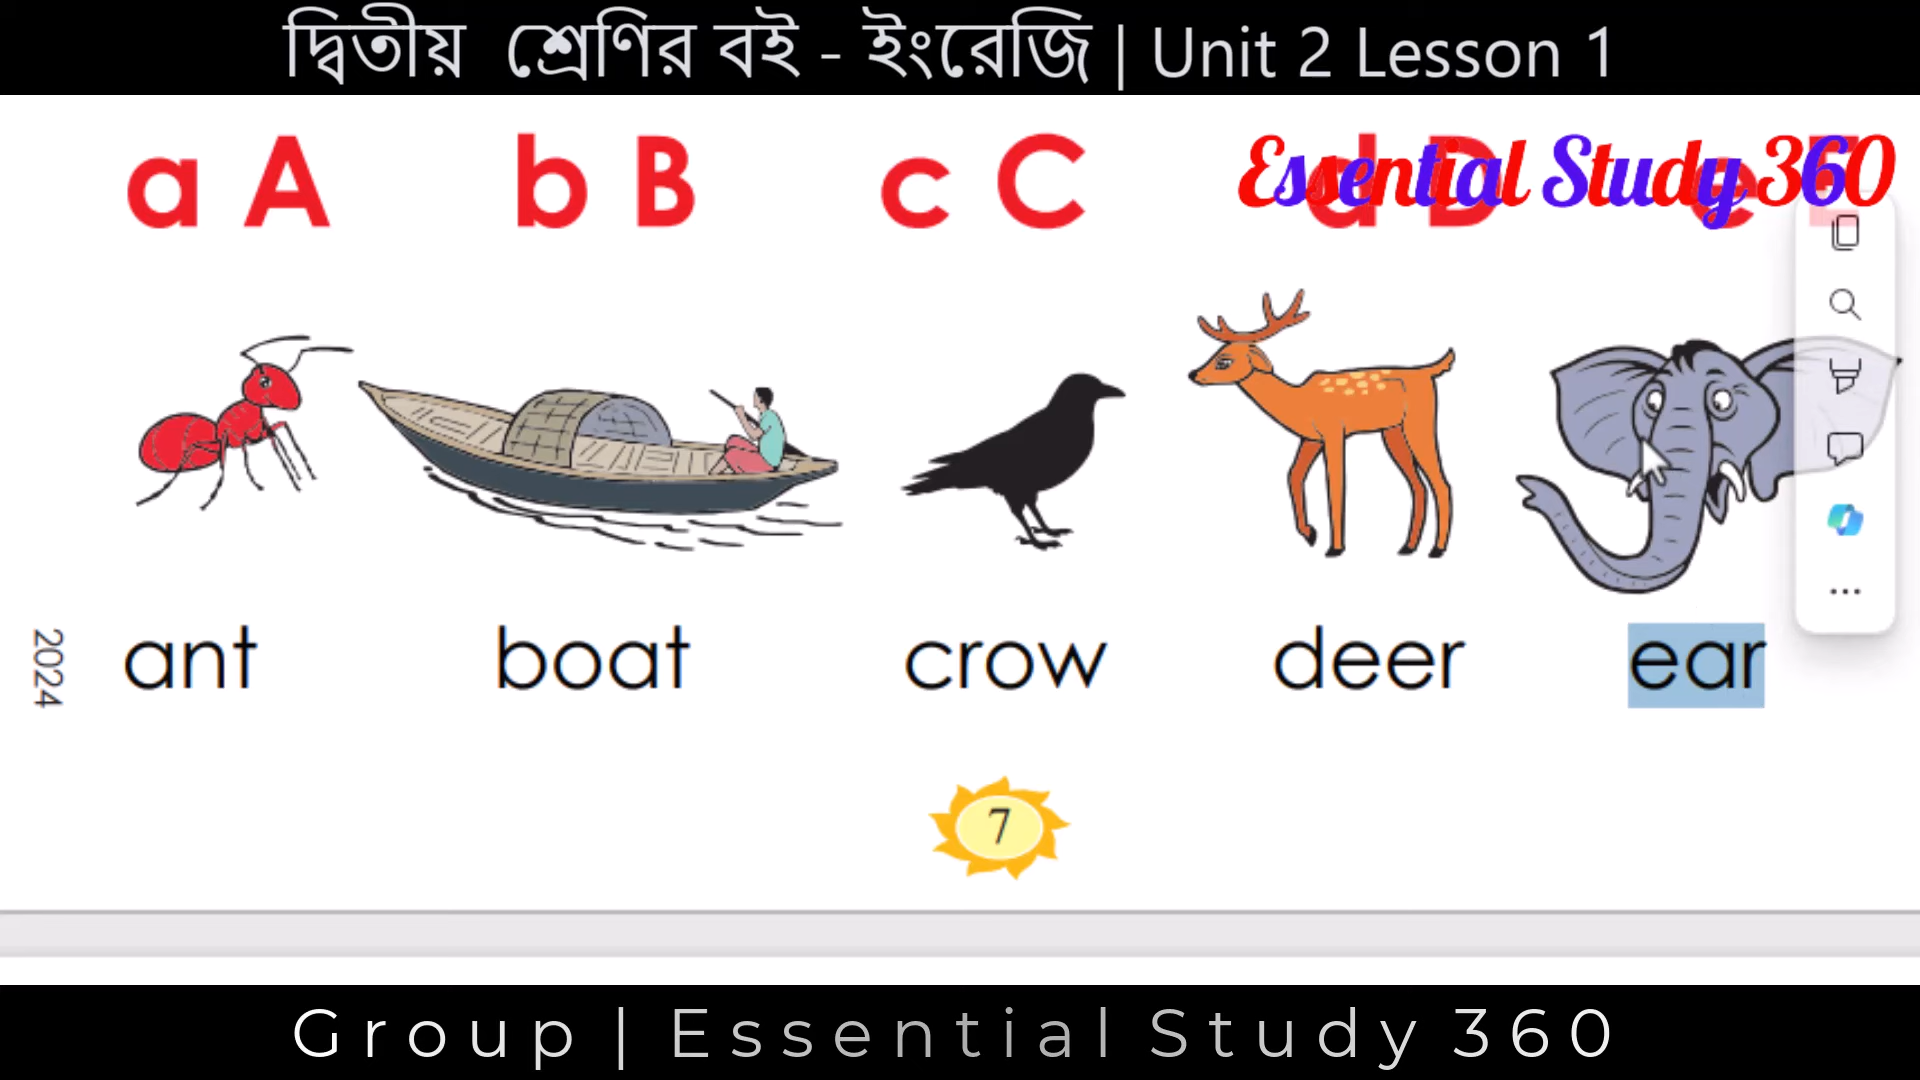 দ্বিতীয় শ্রেণির বই - ইংরেজি | Unit 2 Lesson 1
a A b B c C d D e E
Essential Study 360
ant boat crow deer ear
2024
7
Group | Essential Study 360